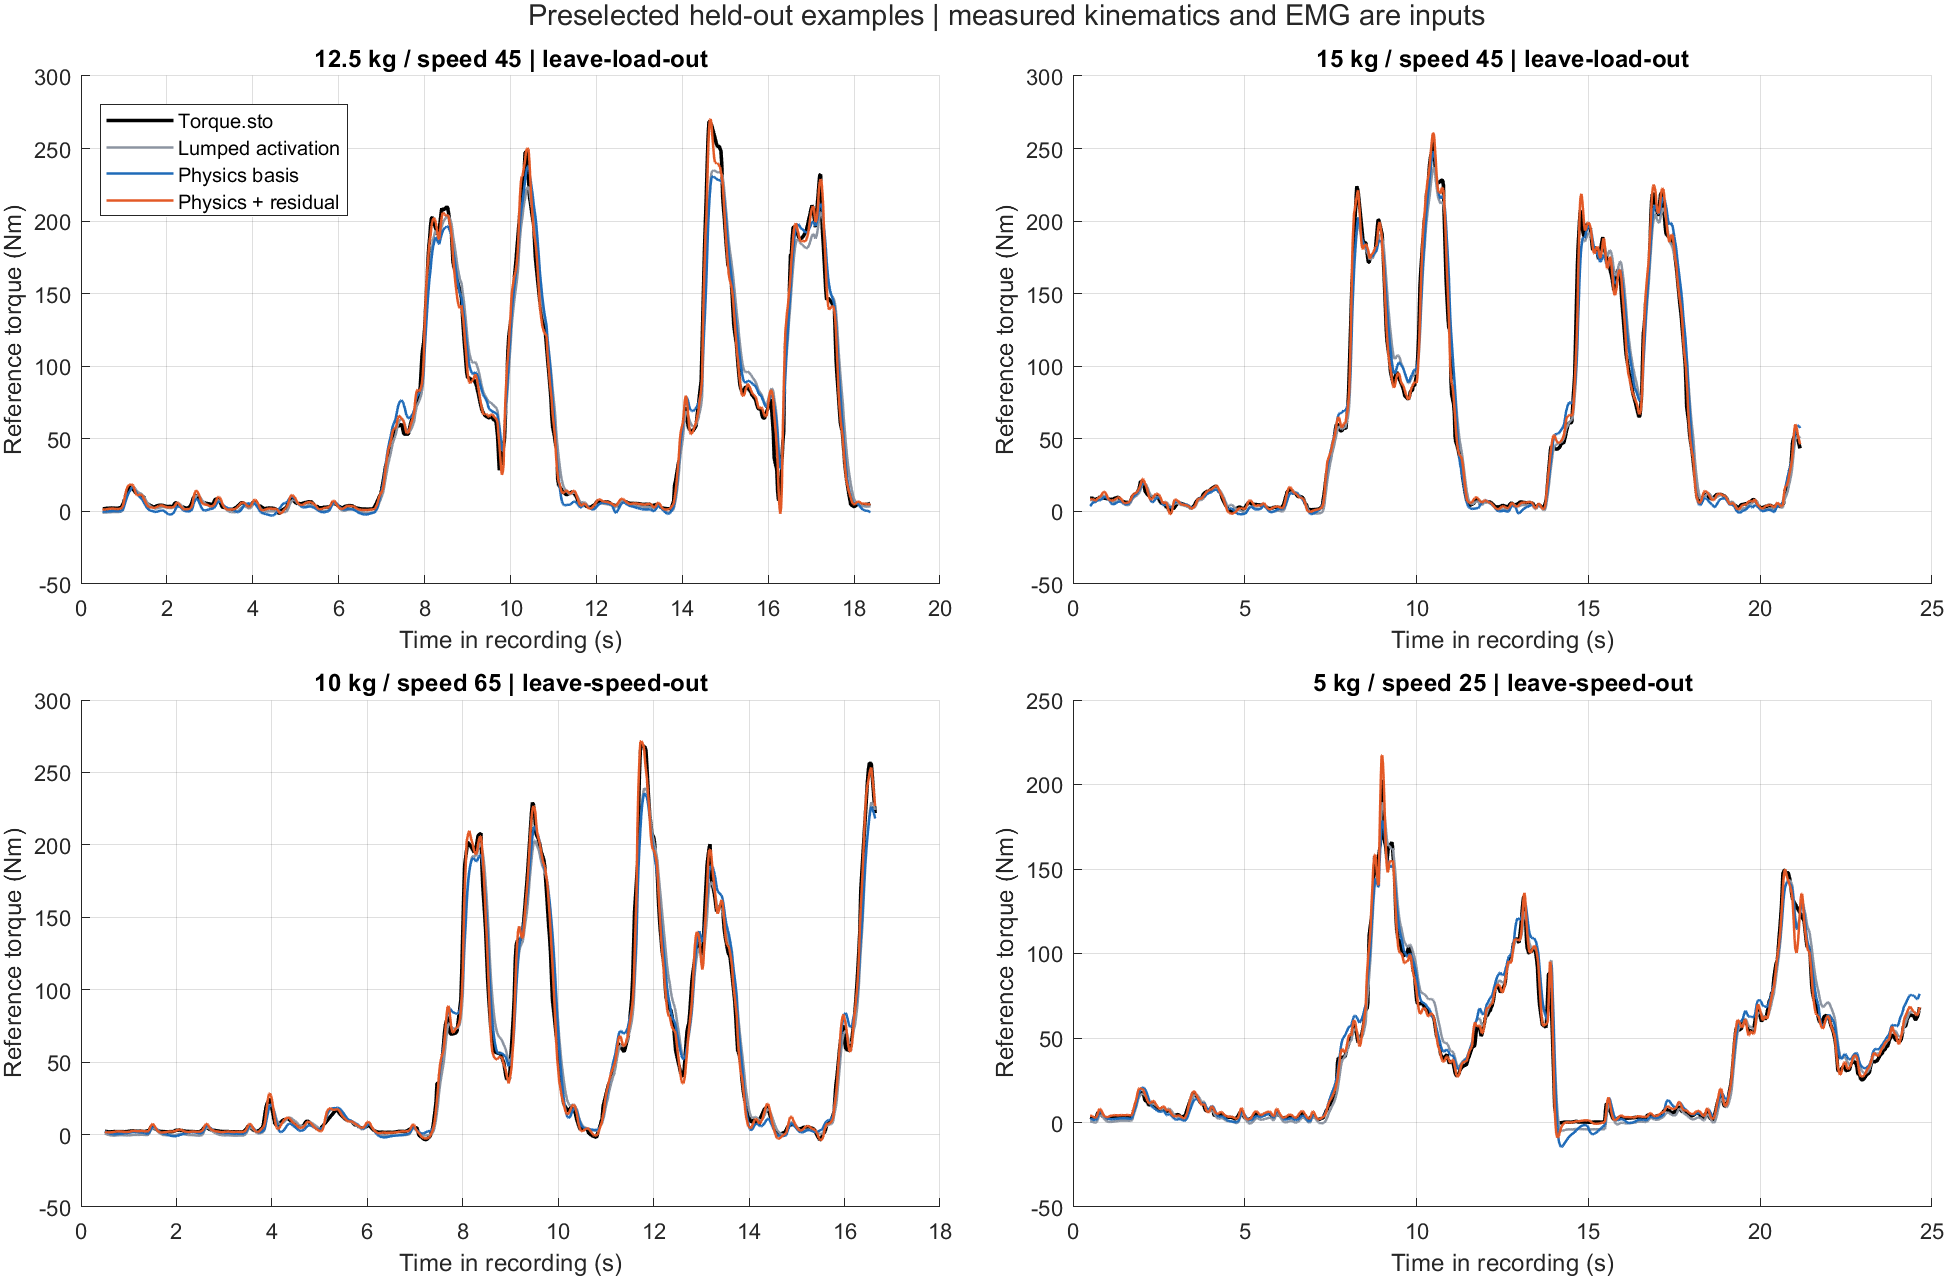 Preselected held-out examples | measured kinematics and EMG are inputs
12.5 kg / speed 45 | leave-load-out
300
250
200
150
100
50
0
-50
Reference torque (Nm)
Torque.sto
Lumped activation
Physics basis
Physics + residual
0 2 4 6 8 10 12 14 16 18 20
Time in recording (s)
15 kg / speed 45 | leave-load-out
300
250
200
150
100
50
0
-50
Reference torque (Nm)
0 5 10 15 20 25
Time in recording (s)
10 kg / speed 65 | leave-speed-out
300
250
200
150
100
50
0
-50
Reference torque (Nm)
0 2 4 6 8 10 12 14 16 18
Time in recording (s)
5 kg / speed 25 | leave-speed-out
250
200
150
100
50
0
-50
Reference torque (Nm)
0 5 10 15 20 25
Time in recording (s)